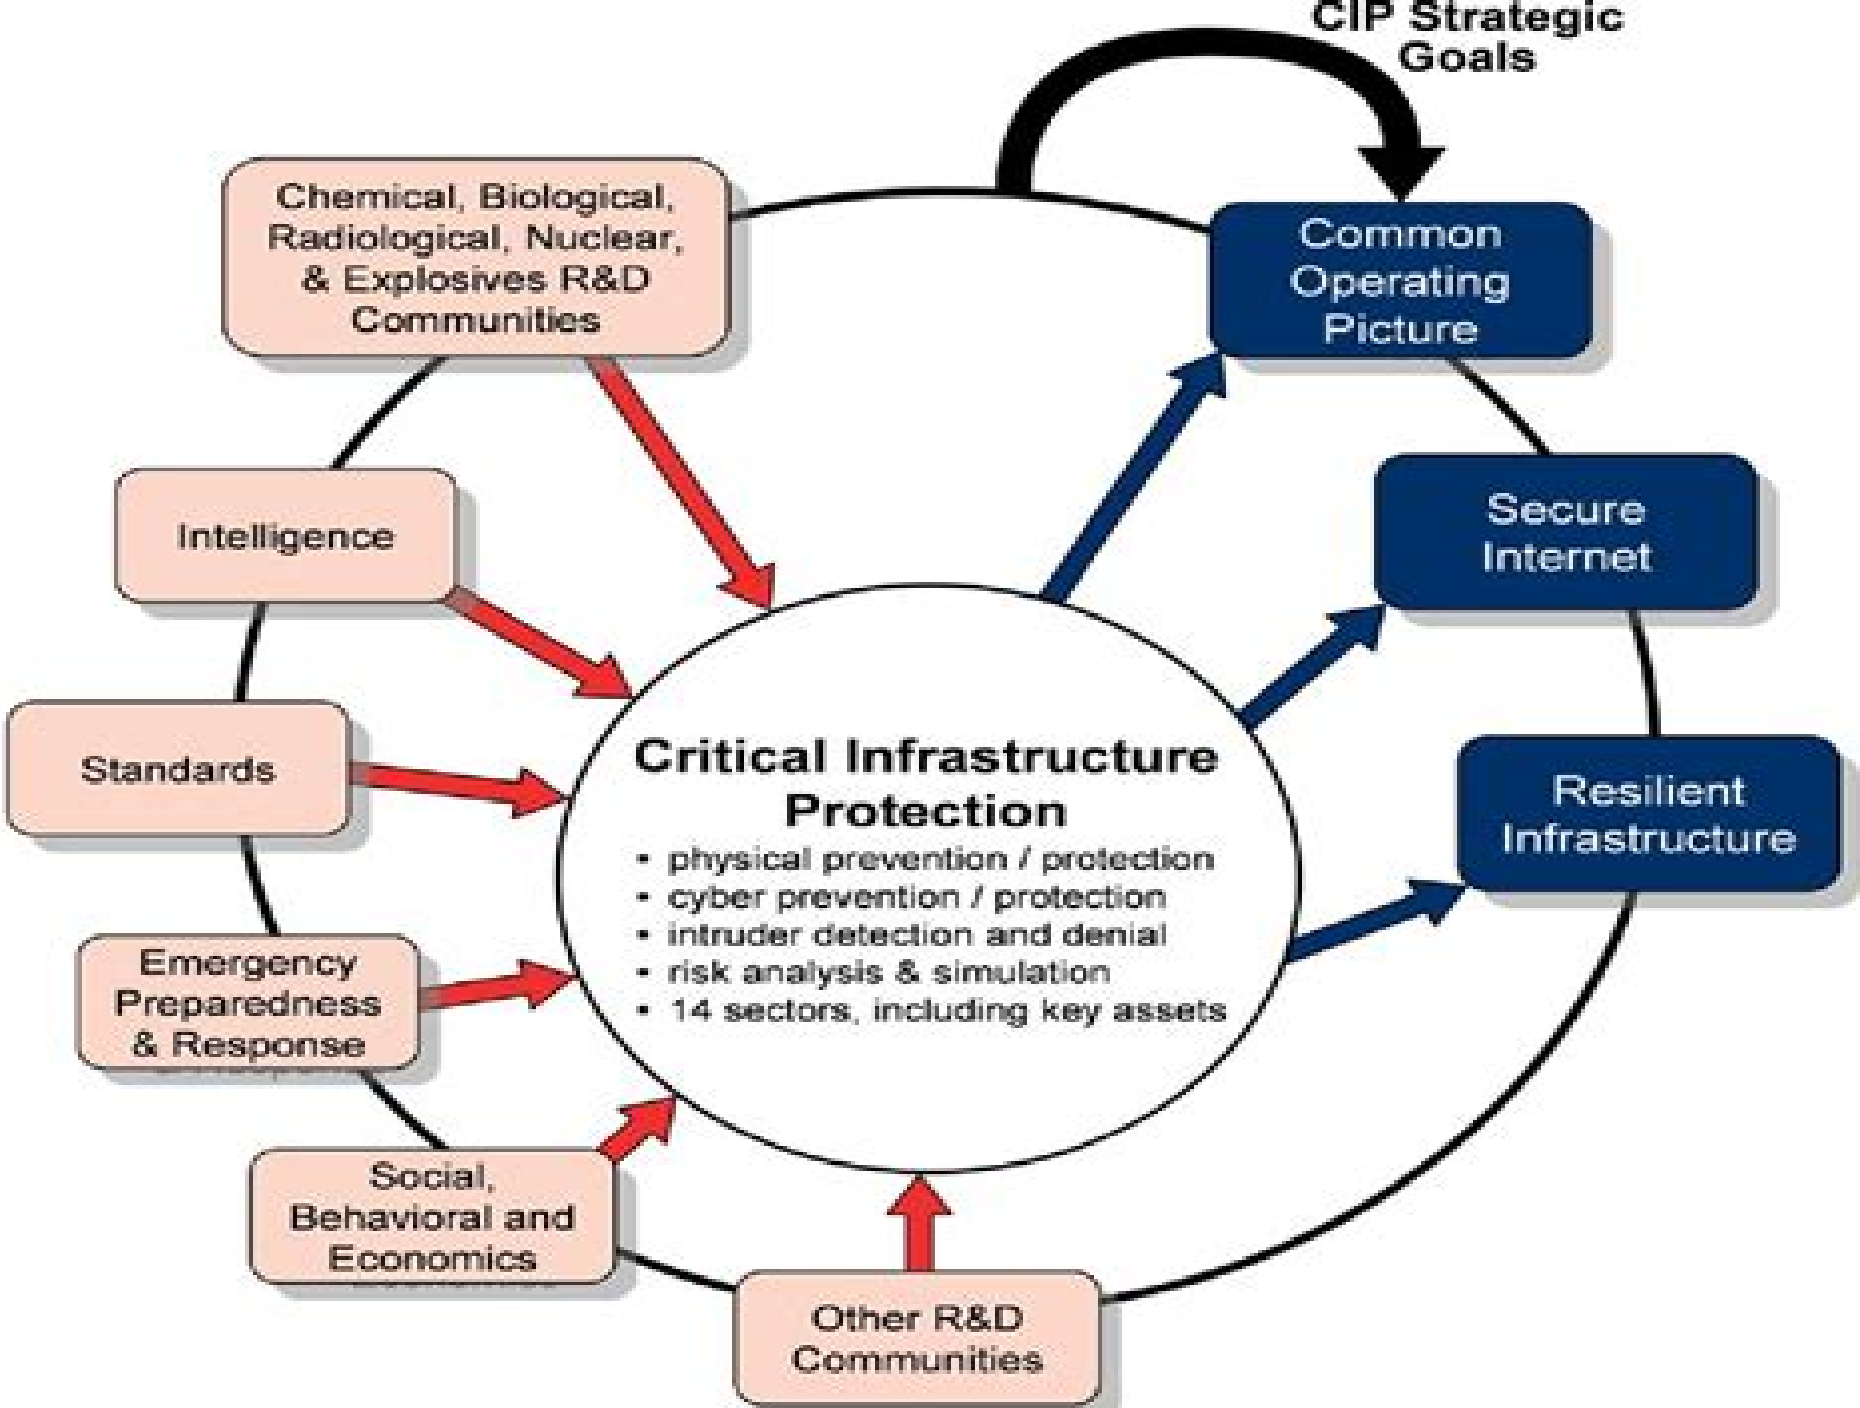 CIP Strategic
Goals
Chemical, Biological,
Radiological, Nuclear,
& Explosives R&D
Communities
Common
Operating
Picture
Intelligence
Secure
Internet
Standards
Critical Infrastructure
Protection
• physical prevention / protection
• cyber prevention / protection
• intruder detection and denial
• risk analysis & simulation
• 14 sectors, including key assets
Resilient
Infrastructure
Emergency
Preparedness
& Response
Social,
Behavioral and
Economics
Other R&D
Communities